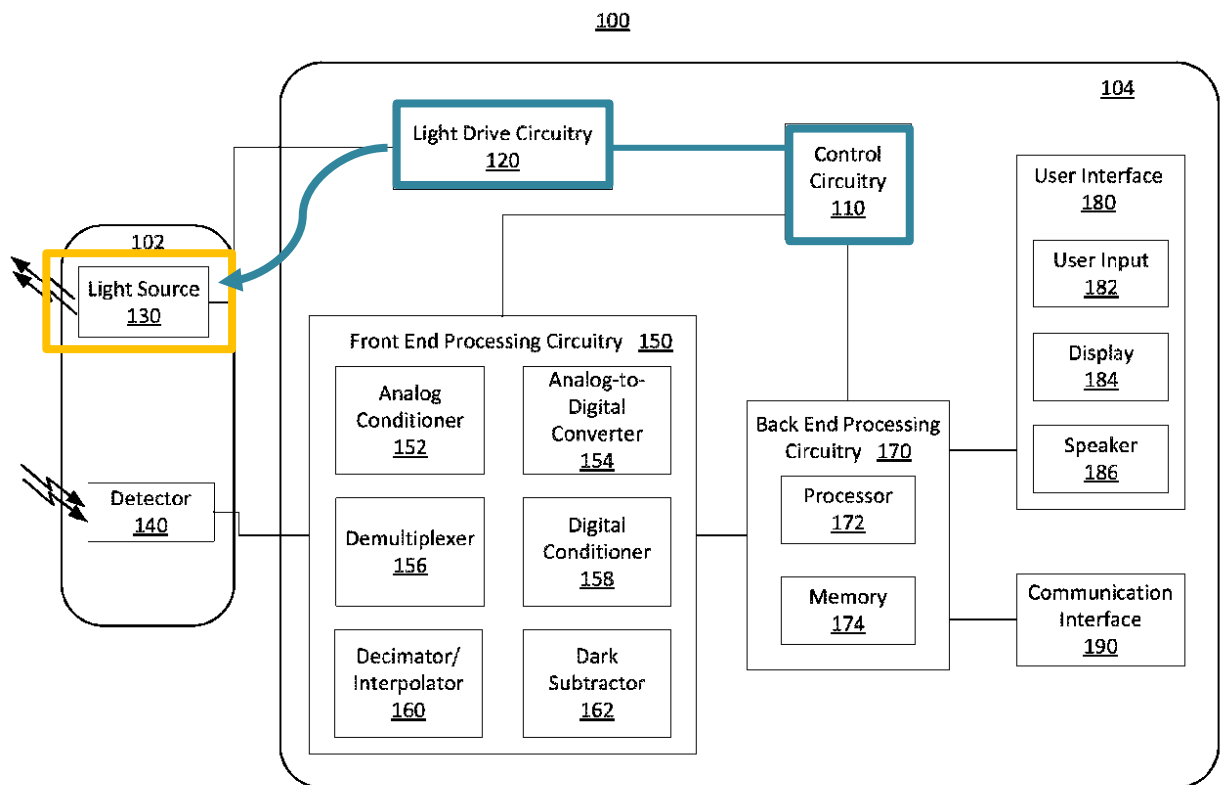 100
104
Light Drive Circuitry
120
Control
Circuitry
110
User Interface
180
User Input
182
Display
184
Speaker
186
102
Light Source
130
Detector
140
Front End Processing Circuitry 150
Analog
Conditioner
152
Analog-to-
Digital
Converter
154
Demultiplexer
156
Digital
Conditioner
158
Decimator/
Interpolator
160
Dark
Subtractor
162
Back End Processing
Circuitry 170
Processor
172
Memory
174
Communication
Interface
190